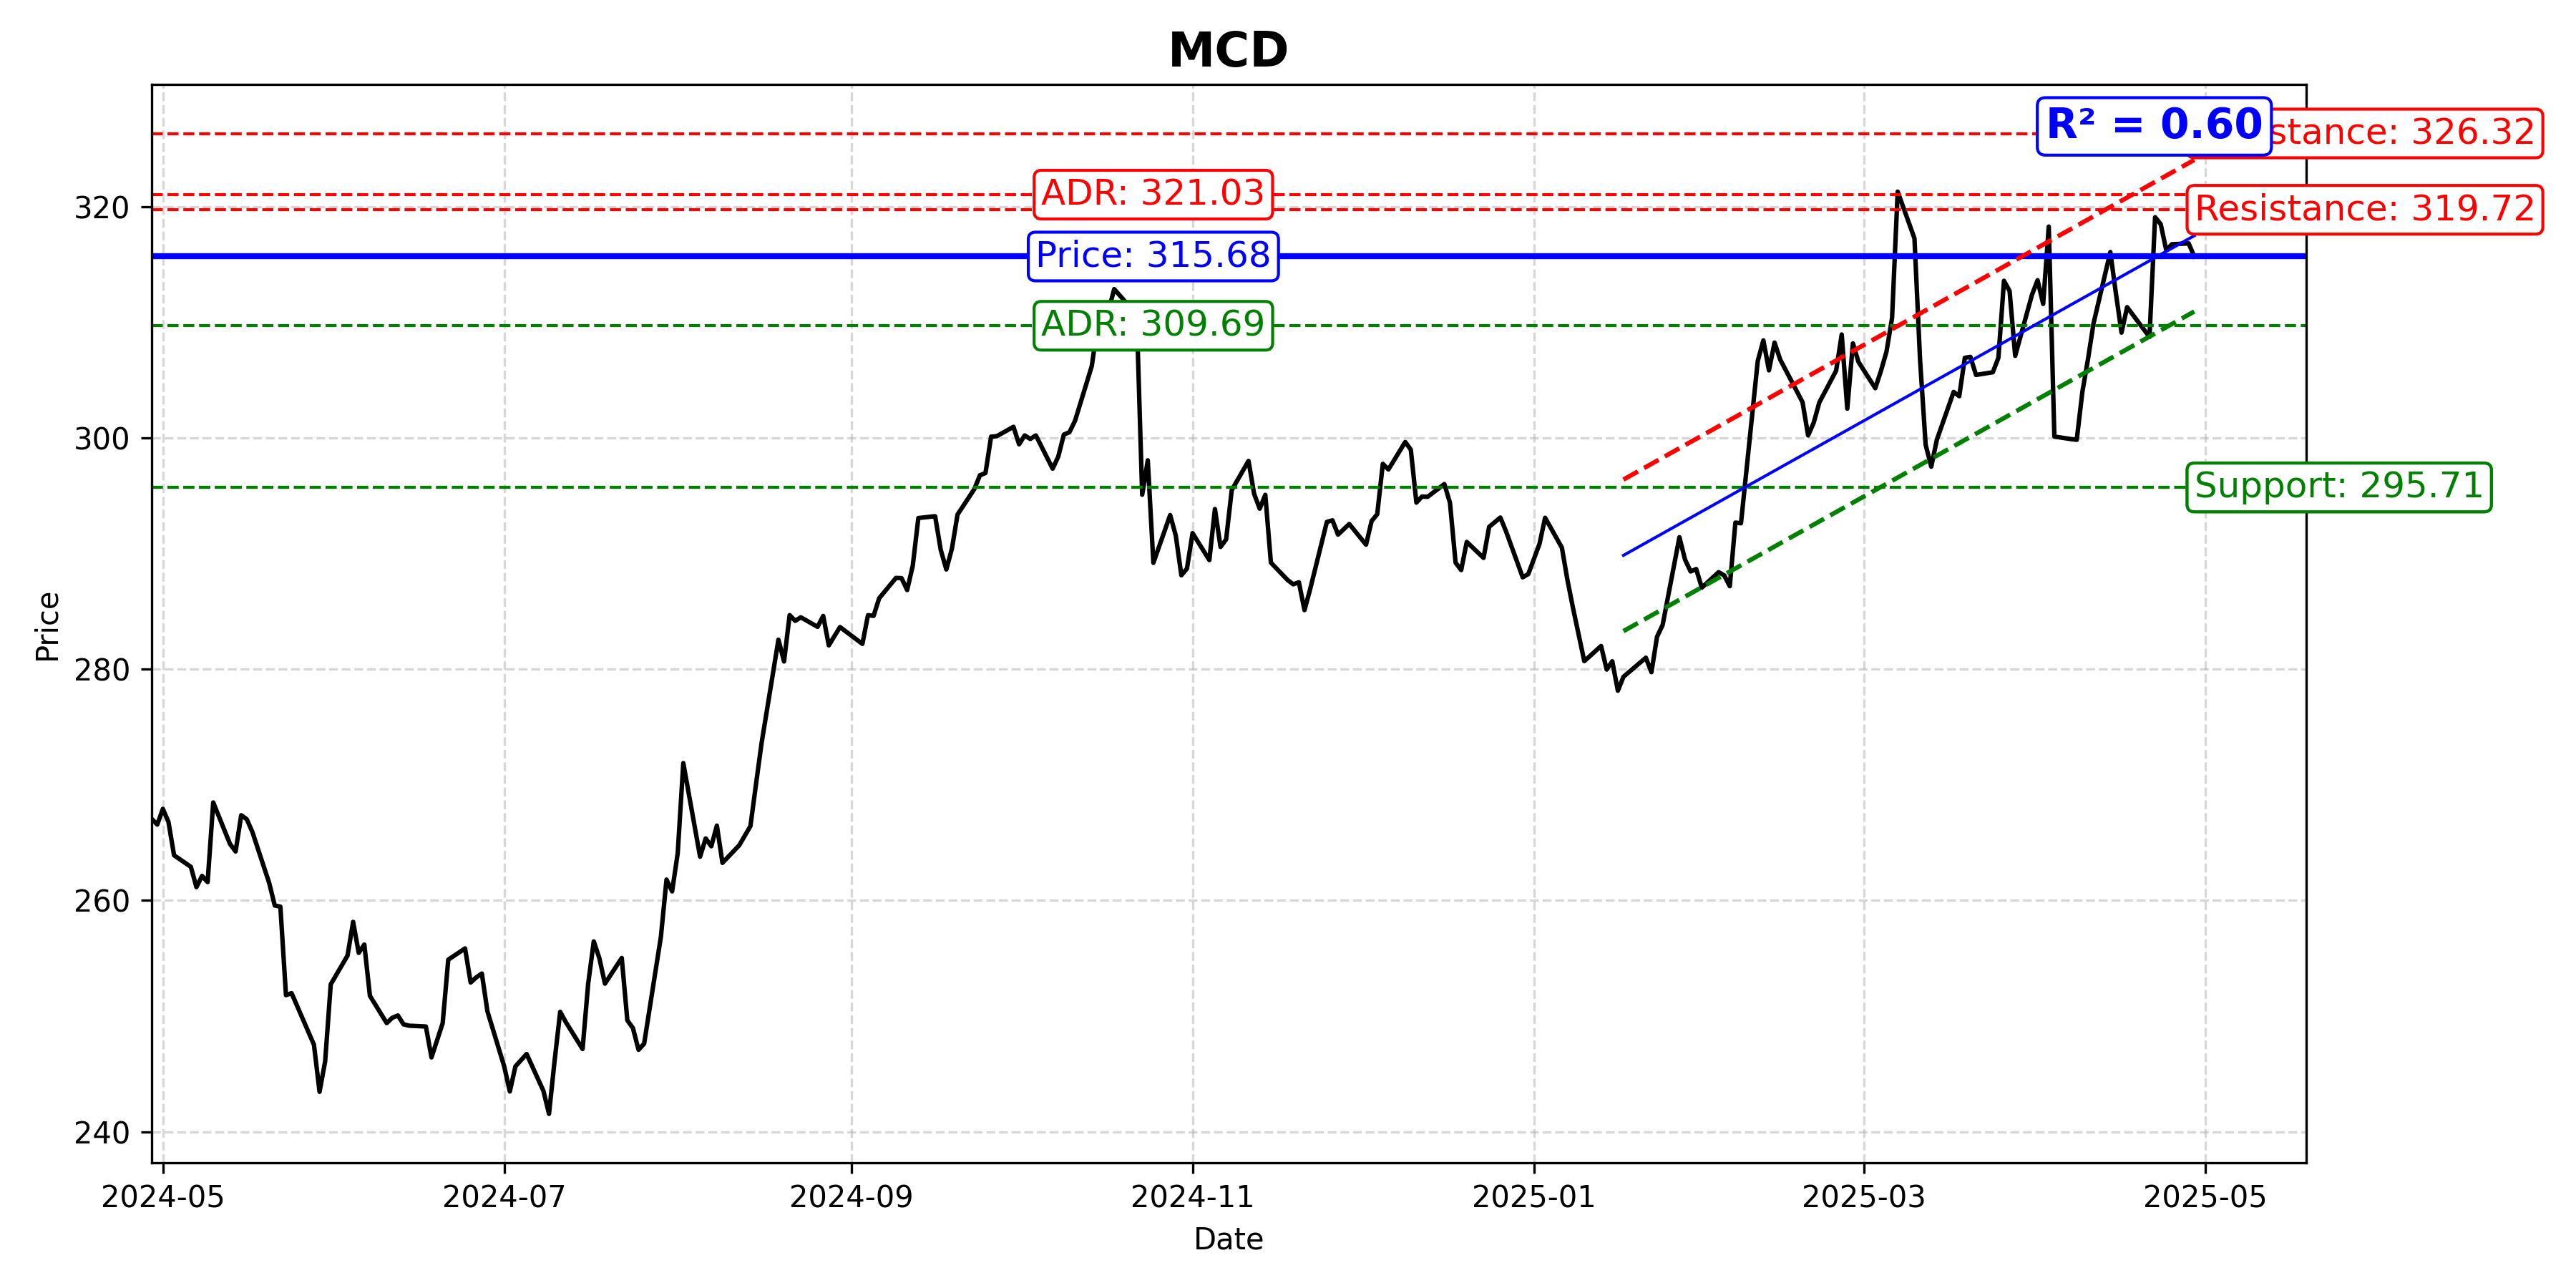 MCD
R² = 0.60
stance: 326.32
ADR: 321.03
Resistance: 319.72
Price: 315.68
ADR: 309.69
Support: 295.71
Price
320
300
280
260
240
2024-05
2024-07
2024-09
2024-11
2025-01
2025-03
2025-05
Date